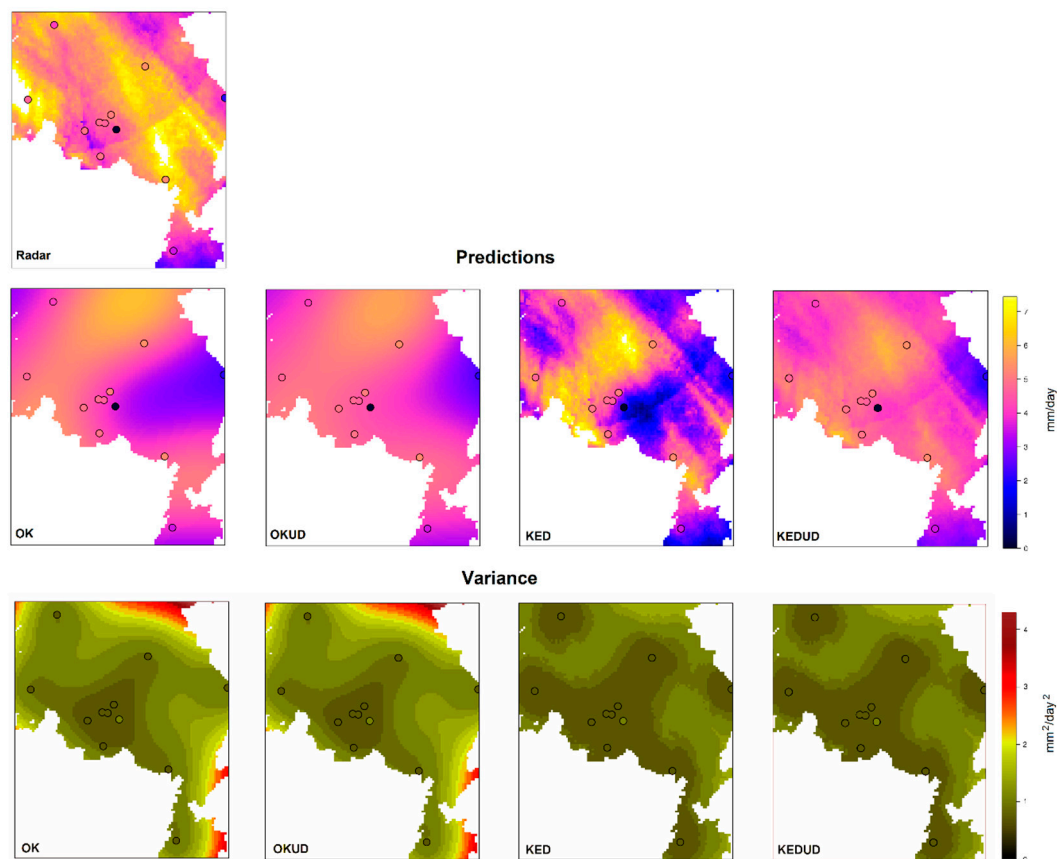 Radar
Predictions
OK
OKUD
KED
KEDUD
7
6
5
4
3
2
1
0
mm/day
Variance
OK
OKUD
KED
KEDUD
4
3
2
1
0
mm²/day²